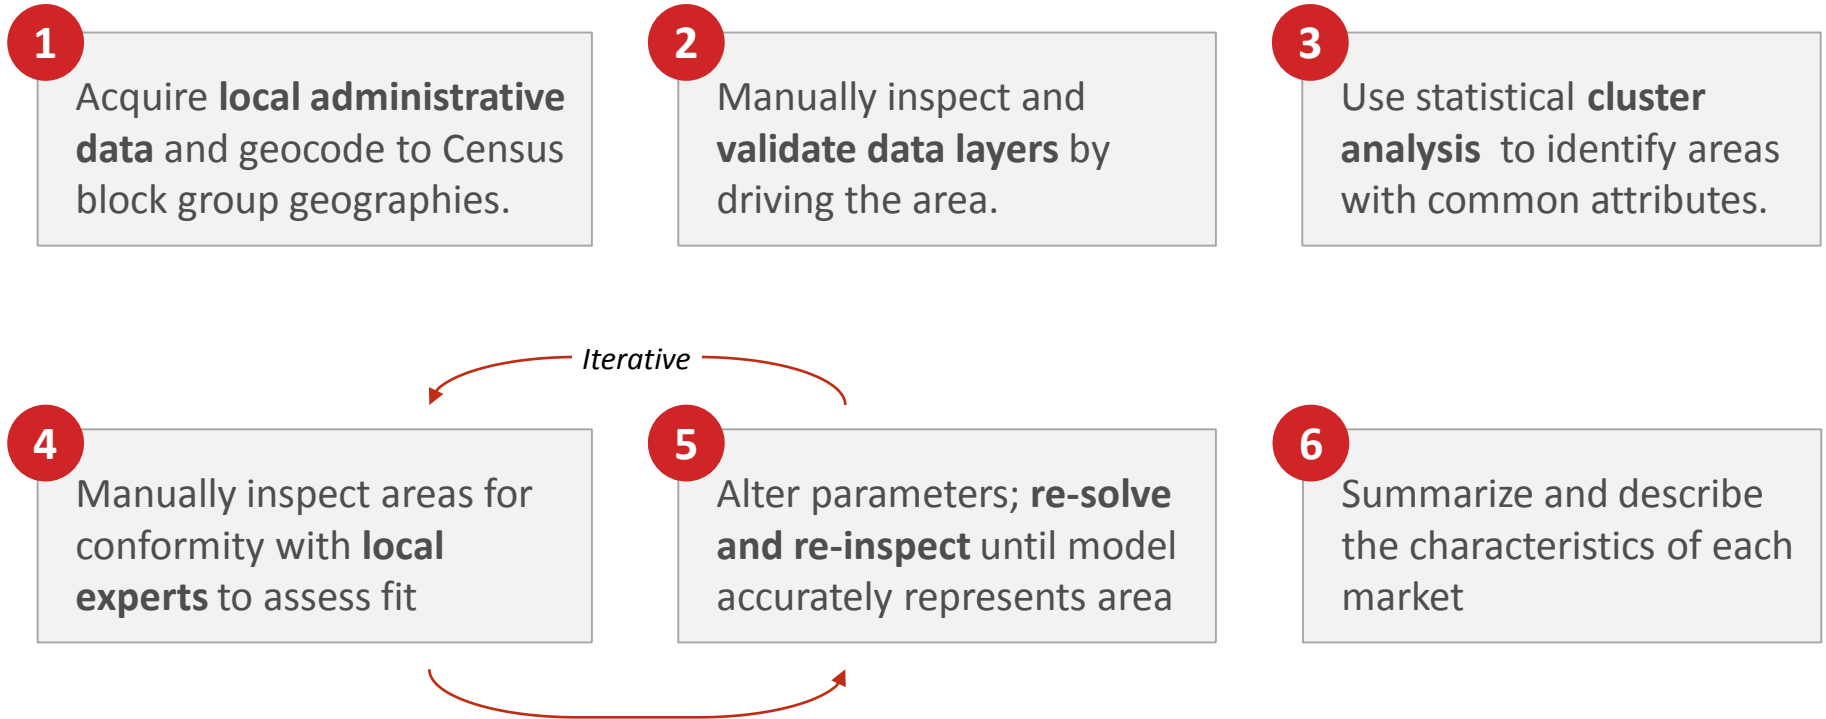 1
Acquire local administrative
data and geocode to Census
block group geographies.
2
Manually inspect and
validate data layers by
driving the area.
3
Use statistical cluster
analysis  to identify areas
with common attributes.
Iterative
4
Manually inspect areas for
conformity with local
experts to assess fit
5
Alter parameters; re-solve
and re-inspect until model
accurately represents area
6
Summarize and describe
the characteristics of each
market